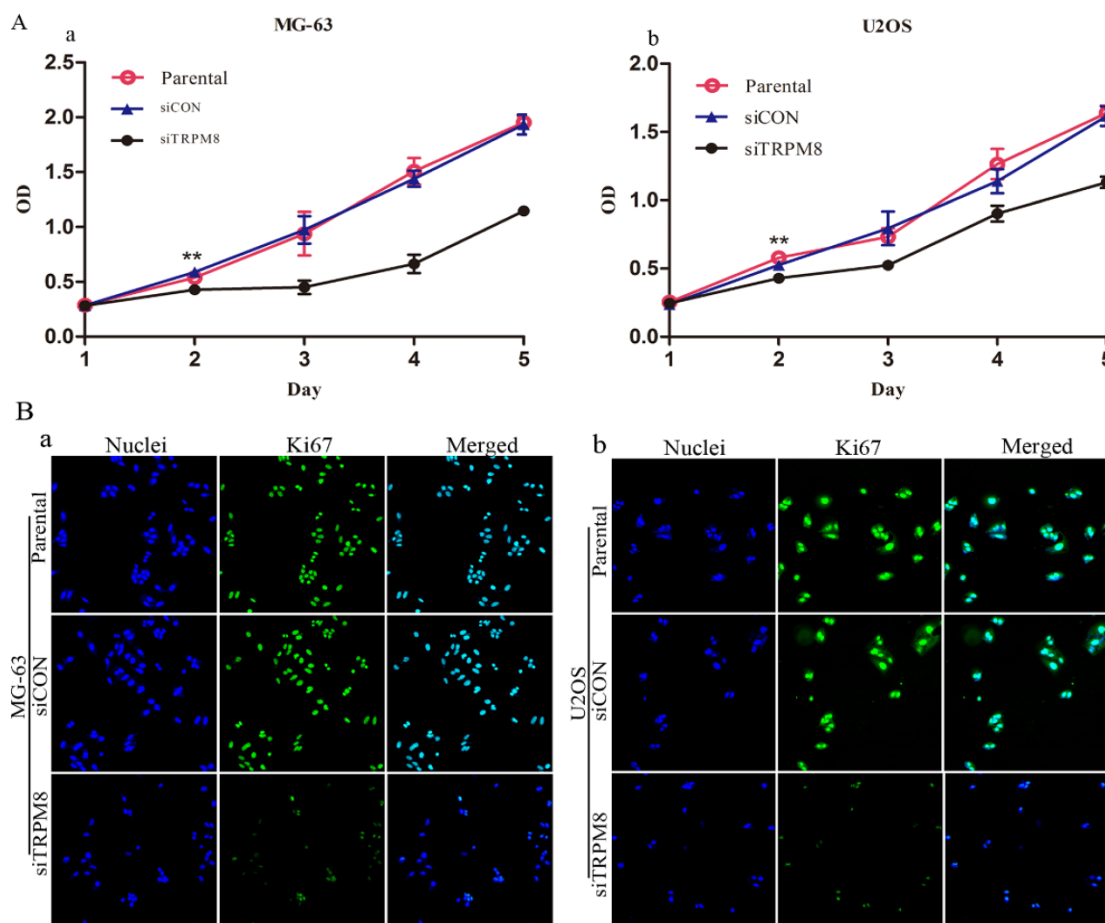 A
a
MG-63
2.5
2.0
1.5
1.0
0.5
0.0
OD
Parental
siCON
siTRPM8
**
1 2 3 4 5
Day
b
U2OS
2.0
1.5
1.0
0.5
0.0
OD
Parental
siCON
siTRPM8
**
1 2 3 4 5
Day
B
a
Nuclei Ki67 Merged
MG-63
Parental
siCON
siTRPM8
b
Nuclei Ki67 Merged
U2OS
Parental
siCON
siTRPM8